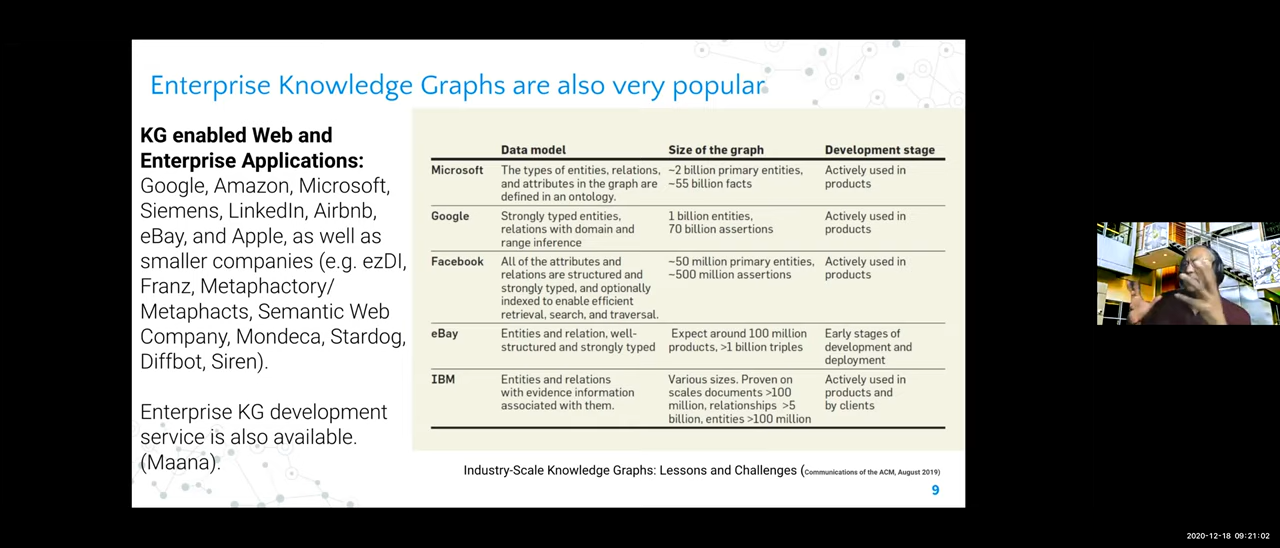 Enterprise Knowledge Graphs are also very popular
KG enabled Web and
Enterprise Applications:
Google, Amazon, Microsoft,
Siemens, LinkedIn, Airbnb,
eBay, and Apple, as well as
smaller companies (e.g. ezDI,
Franz, Metaphactory/
Metaphacts, Semantic Web
Company, Mondeca, Stardog,
Diffbot, Siren).
Enterprise KG development
service is also available.
(Maana).
Data model Size of the graph Development stage
Microsoft The types of entities, relations, ~2 billion primary entities, Actively used in
and attributes in the graph are ~55 billion facts products
defined in an ontology.
Google Strongly typed entities, 1 billion entities, Actively used in
relations with domain and 70 billion assertions products
range inference
Facebook All of the attributes and ~50 million primary entities, Actively used in
relations are structured and ~500 million assertions products
strongly typed, and optionally
indexed to enable efficient
retrieval, search, and traversal.
eBay Entities and relation, well- Expect around 100 million Early stages of
structured and strongly typed products, >1 billion triples development and
deployment
IBM Entities and relations Various sizes. Proven on Actively used in
with evidence information scales documents >100 products and
associated with them. million, relationships >5 by clients
billion, entities >100 million
Industry-Scale Knowledge Graphs: Lessons and Challenges (Communications of the ACM, August 2019)
9
2020-12-18 09:21:02